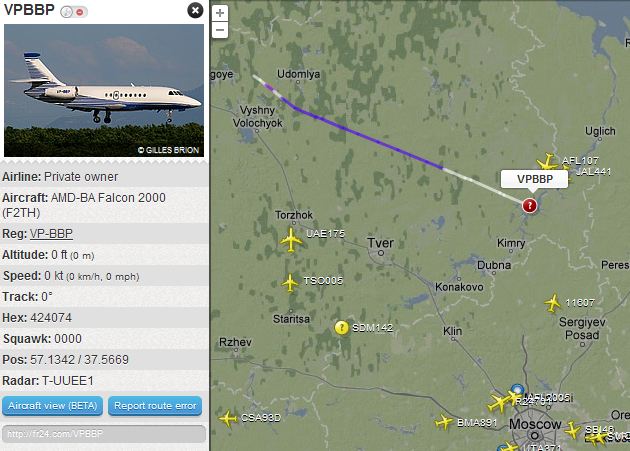 VPBBP
VP-BBP
© GILLES BRION
Airline: Private owner
Aircraft: AMD-BA Falcon 2000
(F2TH)
Reg: VP-BBP
Altitude: 0 ft (0 m)
Speed: 0 kt (0 km/h, 0 mph)
Track: 0°
Hex: 424074
Squawk: 0000
Pos: 57.1342 / 37.5669
Radar: T-UUEE1
Aircraft view (BETA)
Report route error
http://fr24.com/VPBBP
+
−
goye
Udomlya
Vyshny
Volochyok
Uglich
AFL107
JAL441
VPBBP
?
Torzhok
UAE175
Tver
Kimry
Dubna
Pere
TSO005
Konakovo
11607
Staritsa
? SDM142
Sergiyev
Posad
Klin
Rzhev
CSA93D
BMA891
Moscow
SBI46